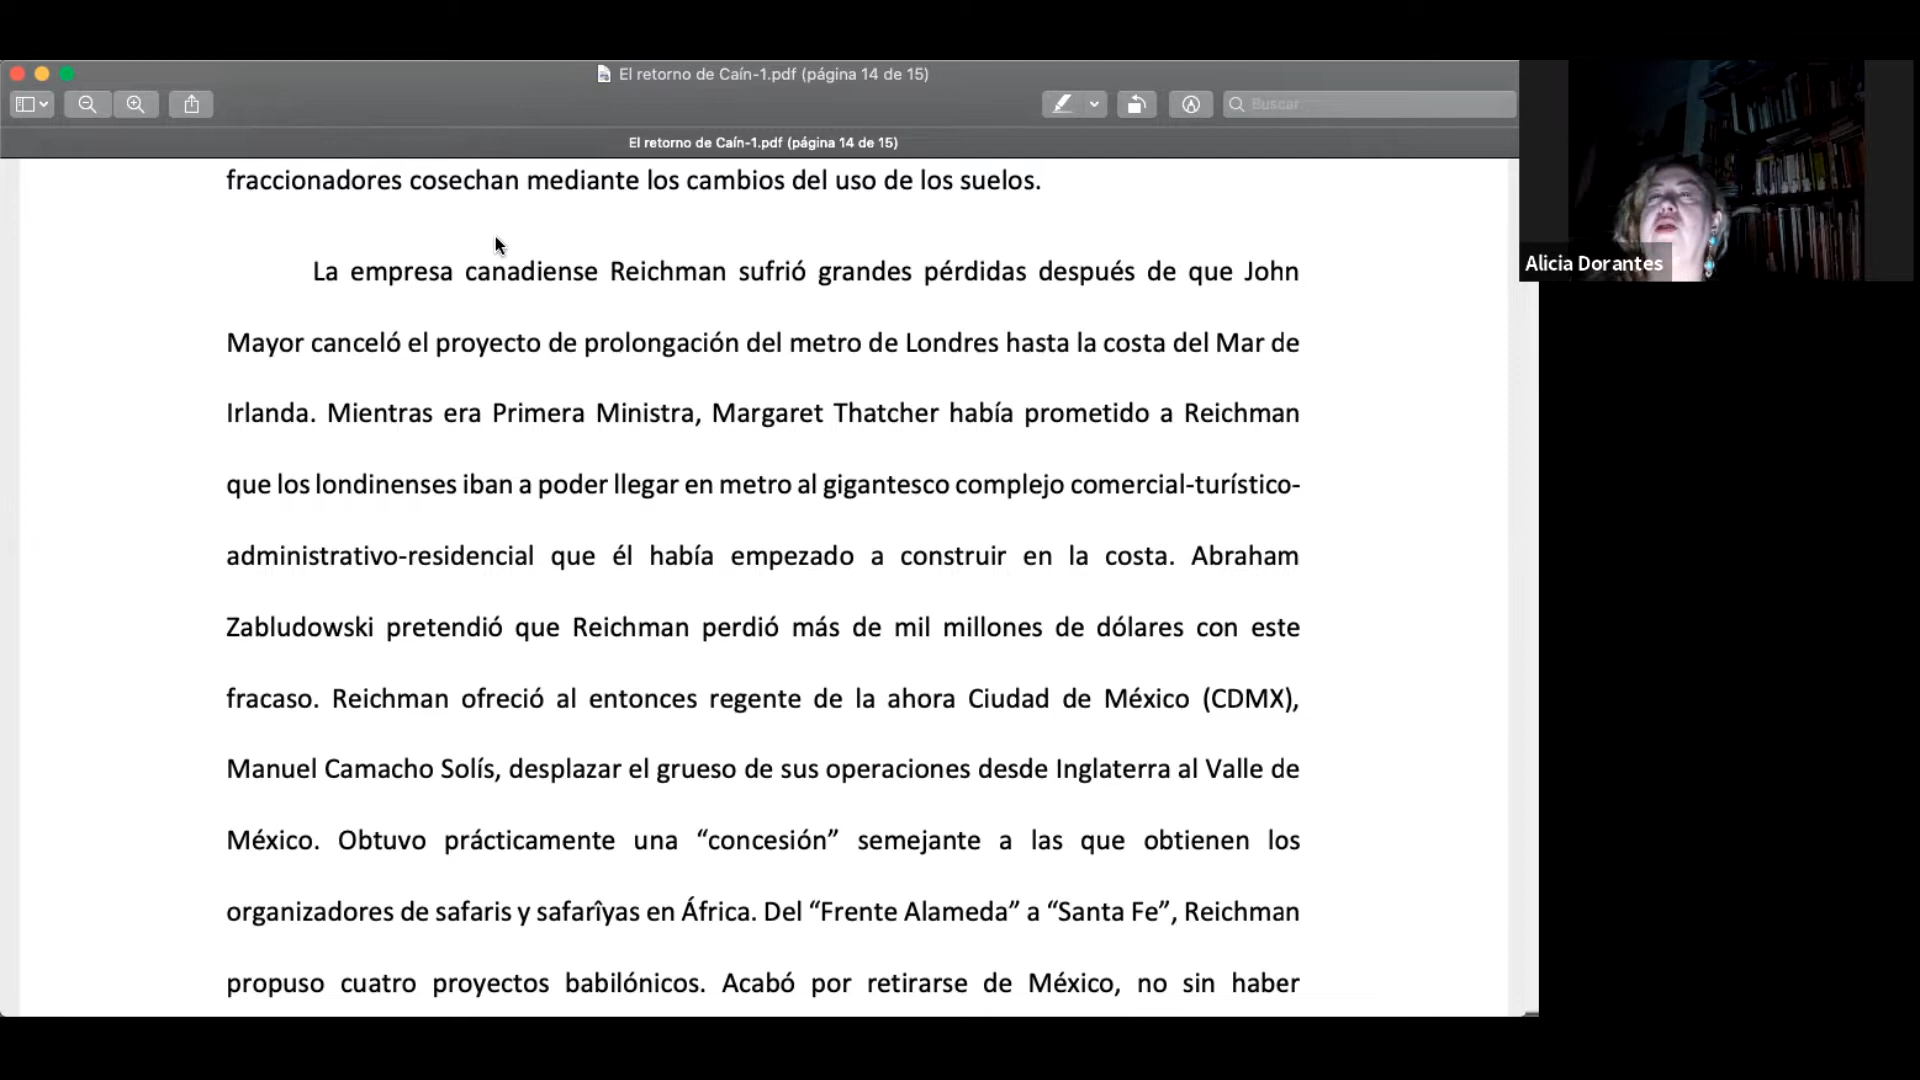 El retorno de Caín-1.pdf (página 14 de 15)
Buscar
El retorno de Caín-1.pdf (página 14 de 15)
fraccionadores cosechan mediante los cambios del uso de los suelos.
Alicia Dorantes
La empresa canadiense Reichman sufrió grandes pérdidas después de que John
Mayor canceló el proyecto de prolongación del metro de Londres hasta la costa del Mar de
Irlanda. Mientras era Primera Ministra, Margaret Thatcher había prometido a Reichman
que los londinenses iban a poder llegar en metro al gigantesco complejo comercial-turístico-
administrativo-residencial que él había empezado a construir en la costa. Abraham
Zabludowski pretendió que Reichman perdió más de mil millones de dólares con este
fracaso. Reichman ofreció al entonces regente de la ahora Ciudad de México (CDMX),
Manuel Camacho Solís, desplazar el grueso de sus operaciones desde Inglaterra al Valle de
México. Obtuvo prácticamente una “concesión” semejante a las que obtienen los
organizadores de safaris y safarîyas en África. Del “Frente Alameda” a “Santa Fe”, Reichman
propuso cuatro proyectos babilónicos. Acabó por retirarse de México, no sin haber